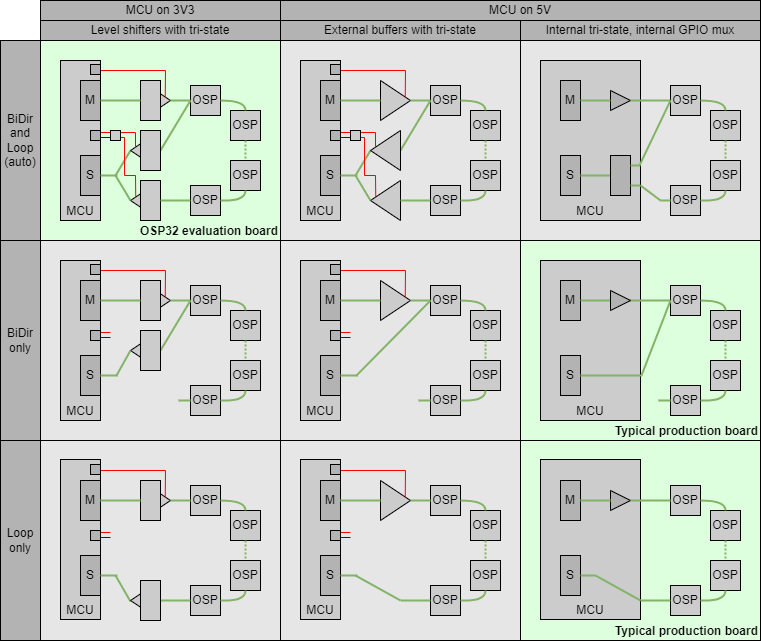 MCU on 3V3
MCU on 5V
Level shifters with tri-state
External buffers with tri-state
Internal tri-state, internal GPIO mux
BiDir
and
Loop
(auto)
M
OSP
OSP
OSP
S
OSP
MCU
OSP32 evaluation board
M
OSP
OSP
OSP
S
OSP
MCU
M
OSP
OSP
OSP
S
OSP
MCU
BiDir
only
M
OSP
OSP
OSP
S
OSP
MCU
M
OSP
OSP
OSP
S
OSP
MCU
M
OSP
OSP
OSP
S
OSP
MCU
Typical production board
Loop
only
M
OSP
OSP
OSP
S
OSP
MCU
M
OSP
OSP
OSP
S
OSP
MCU
M
OSP
OSP
OSP
S
OSP
MCU
Typical production board